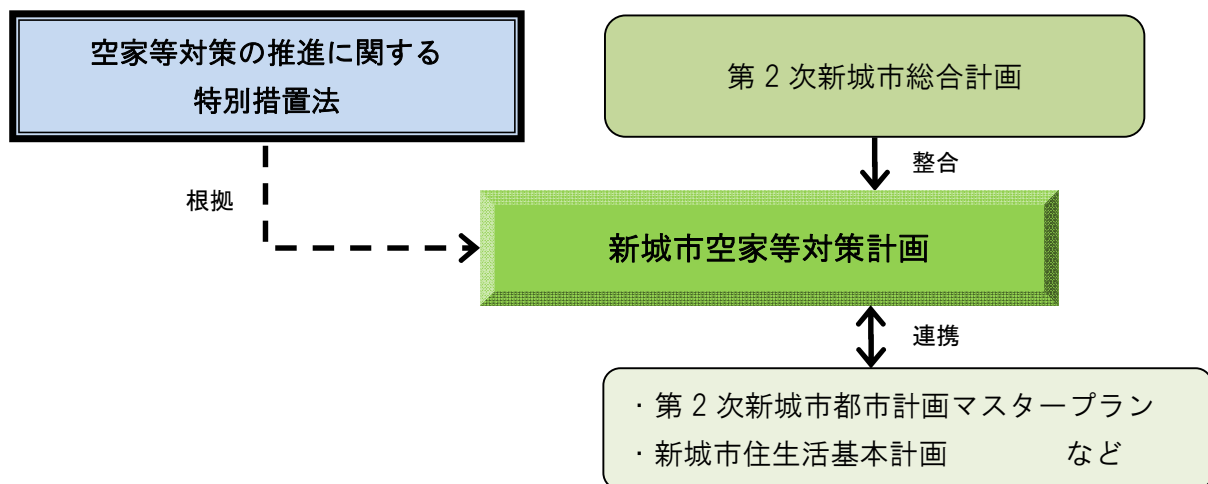 空家等対策の推進に関する
特別措置法
第2次新城市総合計画
整合
根拠
新城市空家等対策計画
連携
・第2次新城市都市計画マスタープラン
・新城市住生活基本計画 など